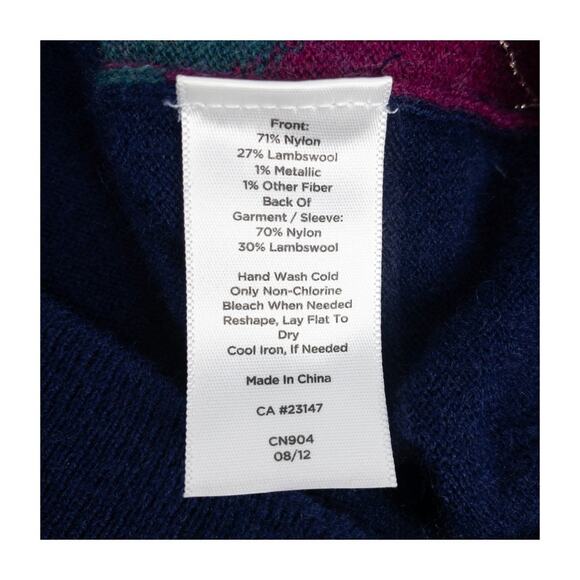 Front:
71% Nylon
27% Lambswool
1% Metallic
1% Other Fiber
Back Of
Garment / Sleeve:
70% Nylon
30% Lambswool
Hand Wash Cold
Only Non-Chlorine
Bleach When Needed
Reshape, Lay Flat To
Dry
Cool Iron, If Needed
Made In China
CA #23147
CN904
08/12